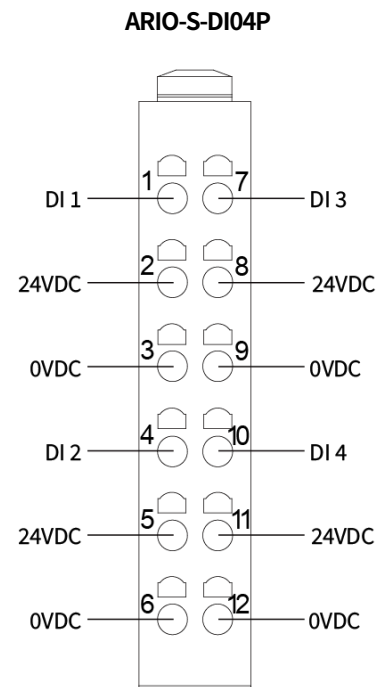 ARIO-S-DI04P
DI 1 1 7 DI 3
24VDC 2 8 24VDC
0VDC 3 9 0VDC
DI 2 4 10 DI 4
24VDC 5 11 24VDC
0VDC 6 12 0VDC